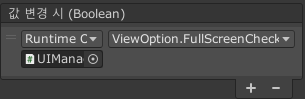 값 변경 시 (Boolean)
Runtime C ViewOption.FullScreenCheck
UIMana
+ −